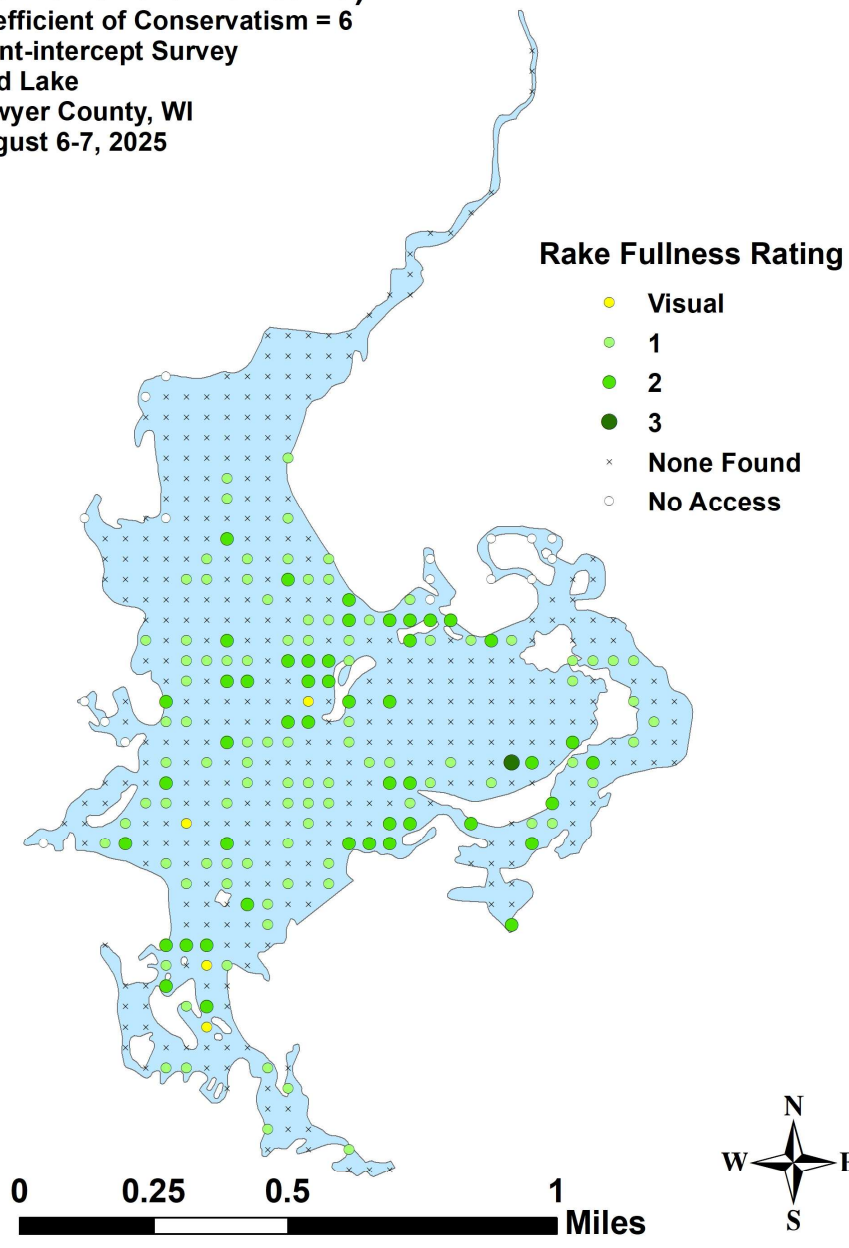 efficient of Conservatism = 6
nt-intercept Survey
d Lake
wyer County, WI
gust 6-7, 2025
Rake Fullness Rating
Visual
1
2
3
None Found
No Access
N
W E
S
0 0.25 0.5 1
Miles